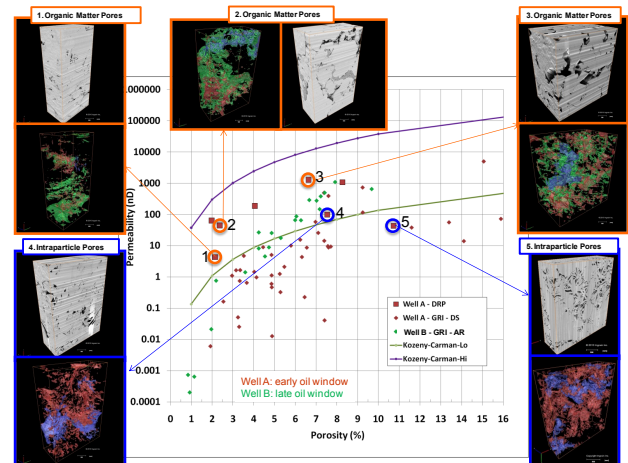 1.Organic Matter Pores
2. Organic Matter Pores
3.Organic Matter Pores
1000000
100000
10000
1000
100
10
1
0.1
0.01
0.001
0.0001
Permeability (nD)
3
4
2
5
1
4.Intraparticle Pores
5.Intraparticle Pores
Well A - DRP
Well A - GRI - DS
Well B - GRI - AR
Kozeny-Carman-Lo
Kozeny-Carman-Hi
Well A: early oil window
Well B: late oil window
0 1 2 3 4 5 6 7 8 9 10 11 12 13 14 15 16
Porosity (%)